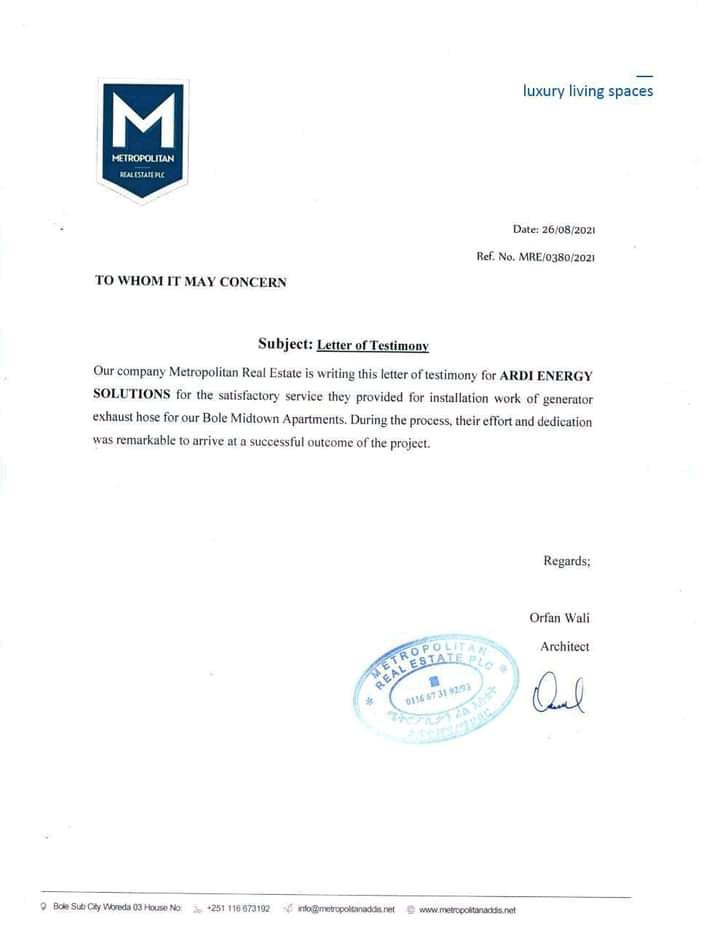 luxury living spaces
M
METROPOLITAN
REAL ESTATE PLC
Date: 26/08/2021
Ref. No. MRE/0380/2021
TO WHOM IT MAY CONCERN
Subject: Letter of Testimony
Our company Metropolitan Real Estate is writing this letter of testimony for ARDI ENERGY
SOLUTIONS for the satisfactory service they provided for installation work of generator
exhaust hose for our Bole Midtown Apartments. During the process, their effort and dedication
was remarkable to arrive at a successful outcome of the project.
Regards;
Orfan Wali
Architect
METROPOLITAN
REAL ESTATE PLC
0116 67 31 92/93
Bole Sub City Woreda 03 House No:
+251 116 673192
info@metropolitanaddis.net
www.metropolitanaddis.net